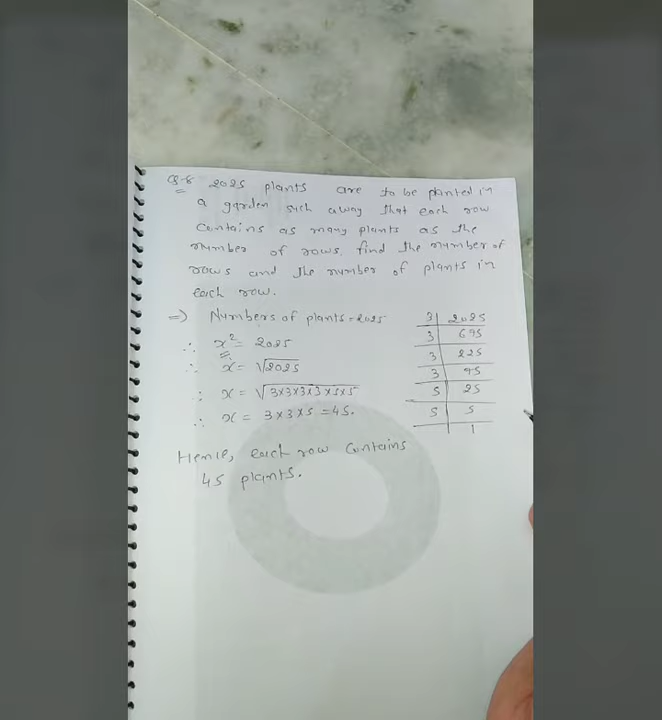 Q-8 2025 plants are to be planted in
a garden such away that each row
contains as many plants as the
number of rows. find the number of
rows and the number of plants in
each row.
=) Numbers of plants = 2025
∴ x² = 2025
∴ x = √2025
∴ x = √3×3×3×3×5×5
∴ x = 3×3×5 = 45.
Hence, each row contains
45 plants.
3 | 2025
3 | 675
3 | 225
3 | 75
5 | 25
5 | 5
| 1